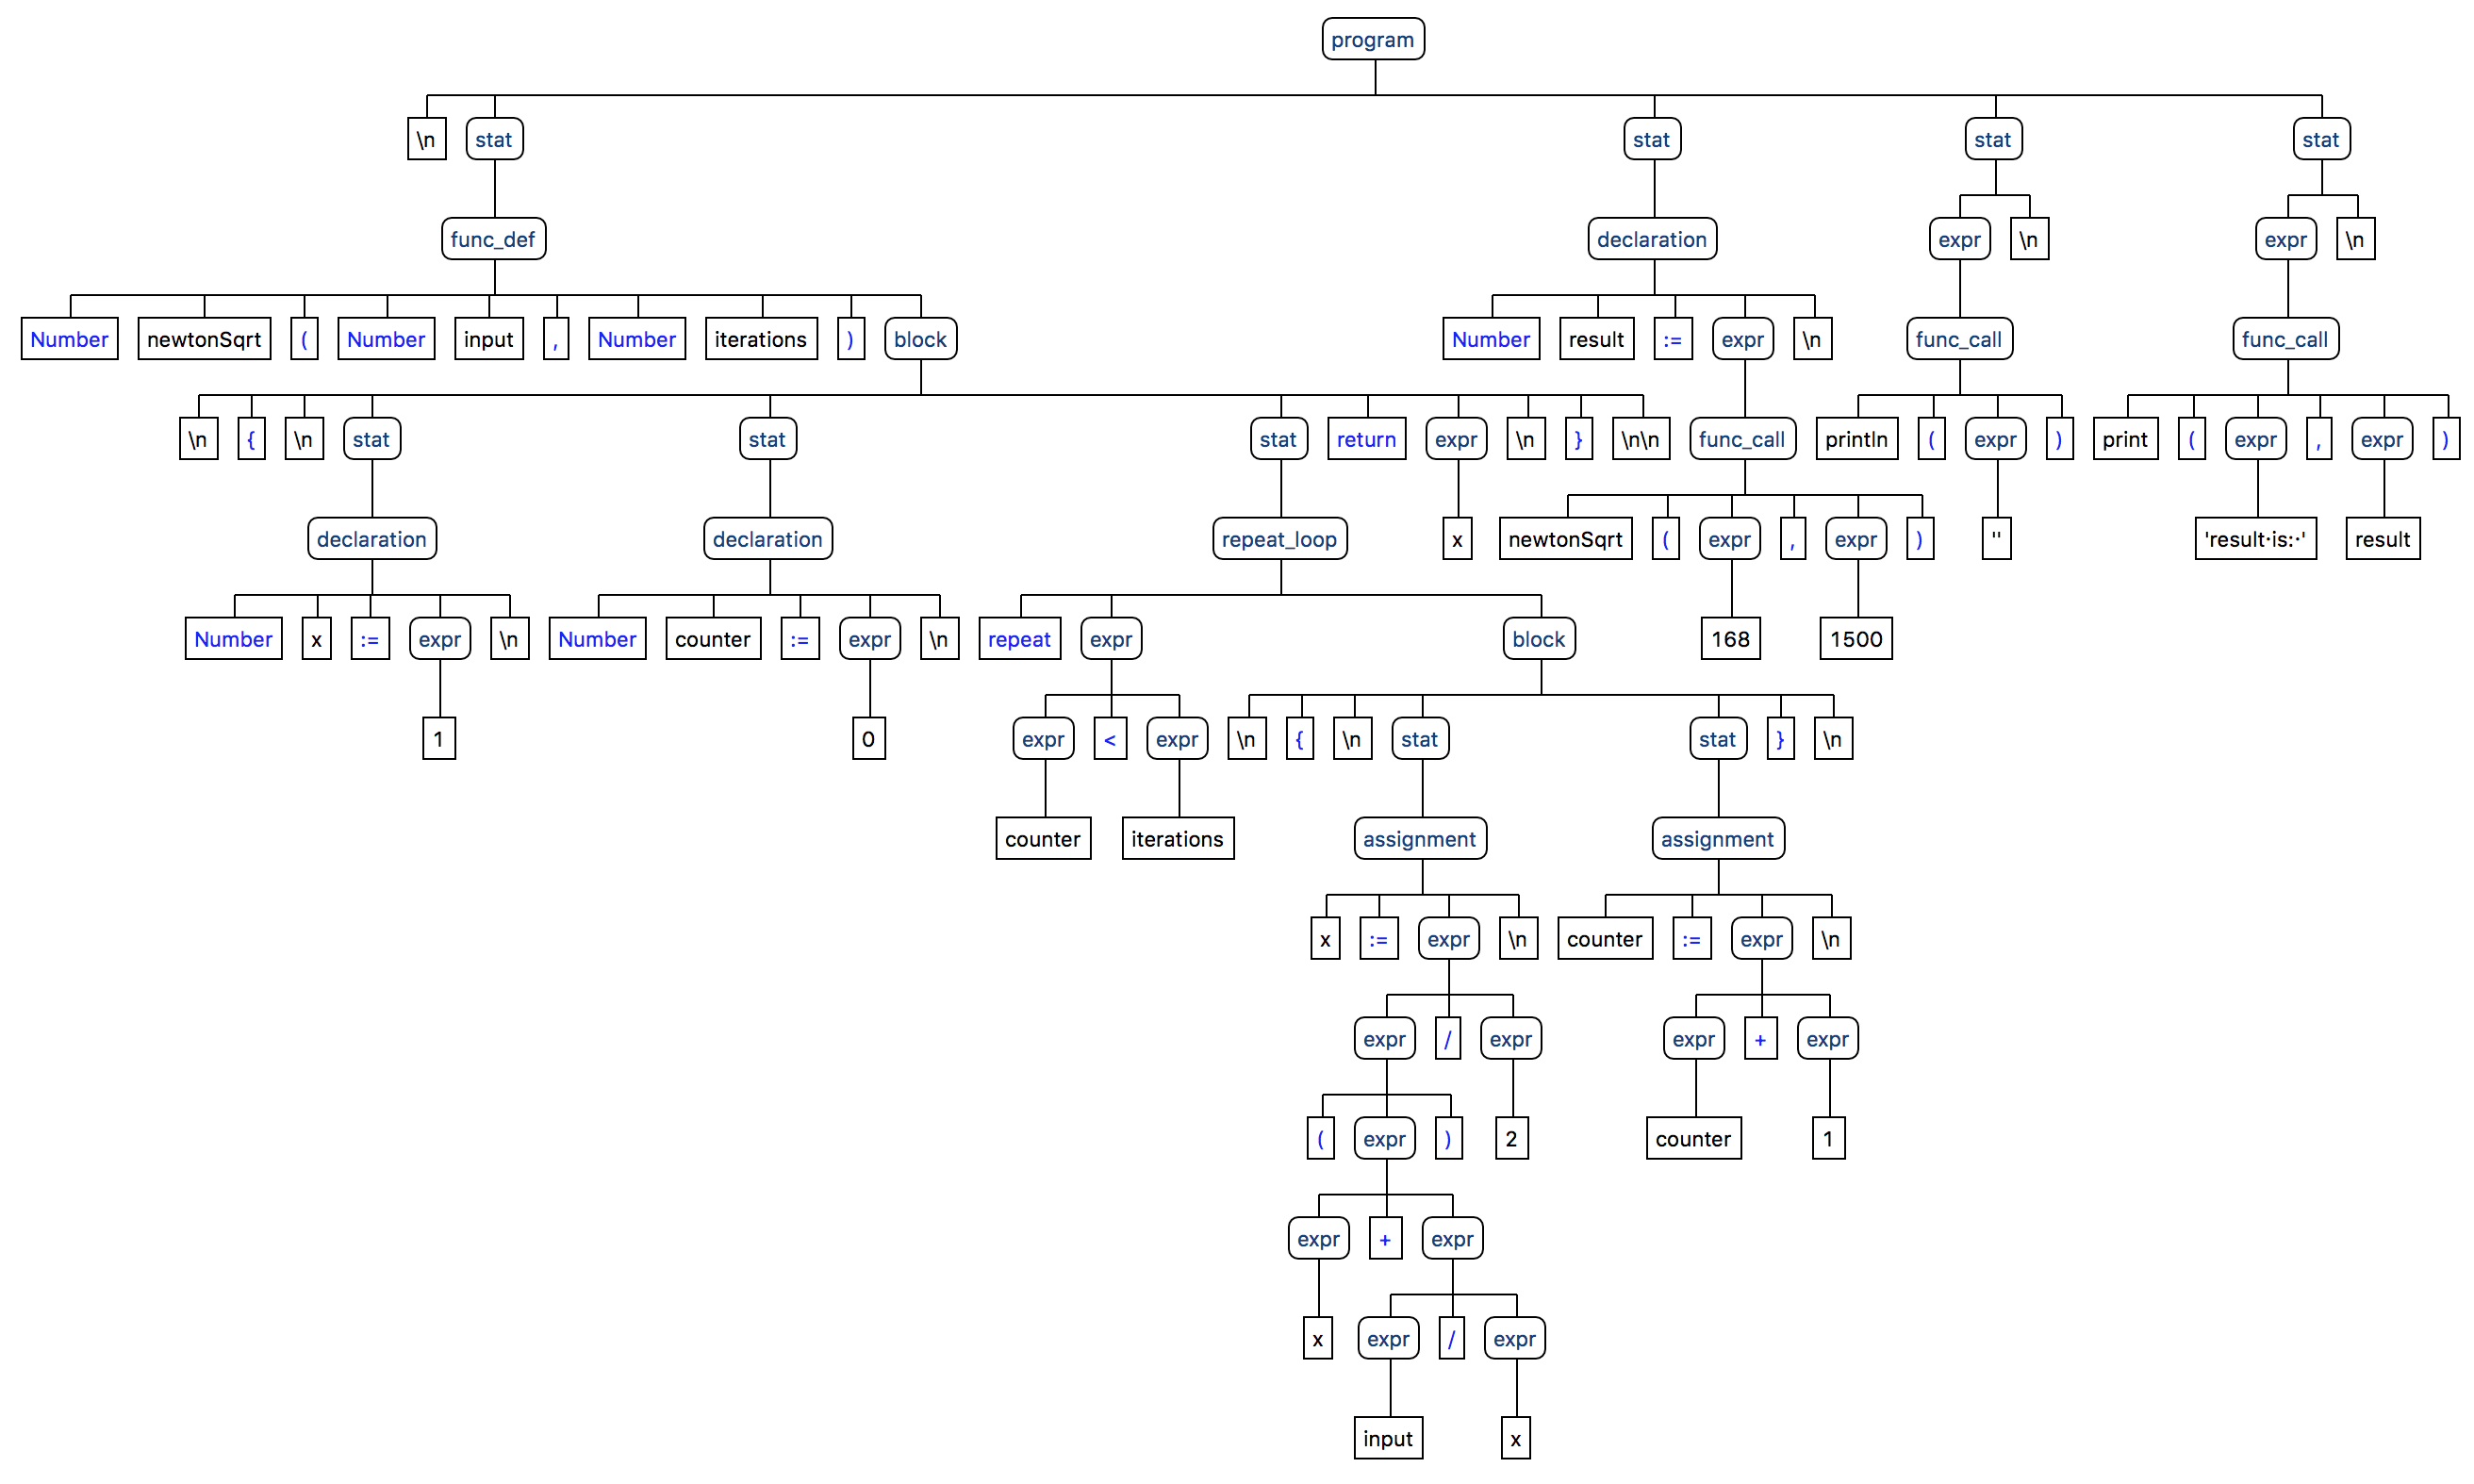 program
\n stat stat stat stat
func_def declaration expr \n expr \n
Number newtonSqrt ( Number input , Number iterations ) block Number result := expr \n func_call func_call
\n { \n stat stat stat return expr \n } \n\n func_call println ( expr ) print ( expr , expr )
declaration declaration repeat_loop x newtonSqrt ( expr , expr ) '' 'result·is:·' result
Number x := expr \n Number counter := expr \n repeat expr block 168 1500
1 0 expr < expr \n { \n stat stat } \n
counter iterations assignment assignment
x := expr \n counter := expr \n
expr / expr expr + expr
( expr ) 2 counter 1
expr + expr
x expr / expr
input x